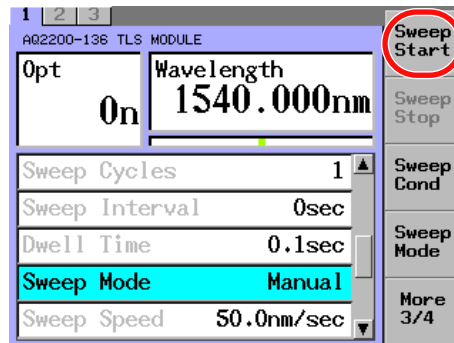 1 2 3
AQ2200-136 TLS MODULE
Opt
On
Wavelength
1540.000nm
Sweep Cycles 1
Sweep Interval 0sec
Dwell Time 0.1sec
Sweep Mode Manual
Sweep Speed 50.0nm/sec
Sweep
Start
Sweep
Stop
Sweep
Cond
Sweep
Mode
More
3/4